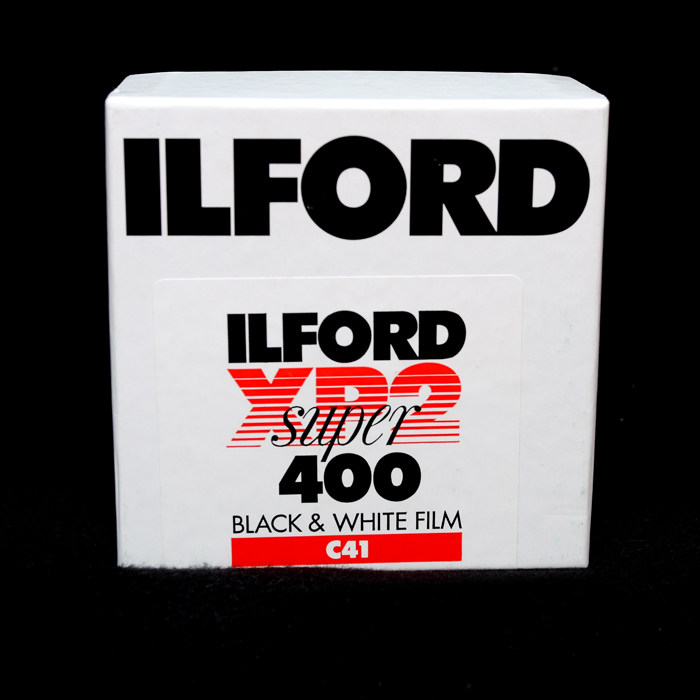 ILFORD
ILFORD
XP2
super
400
BLACK & WHITE FILM
C41